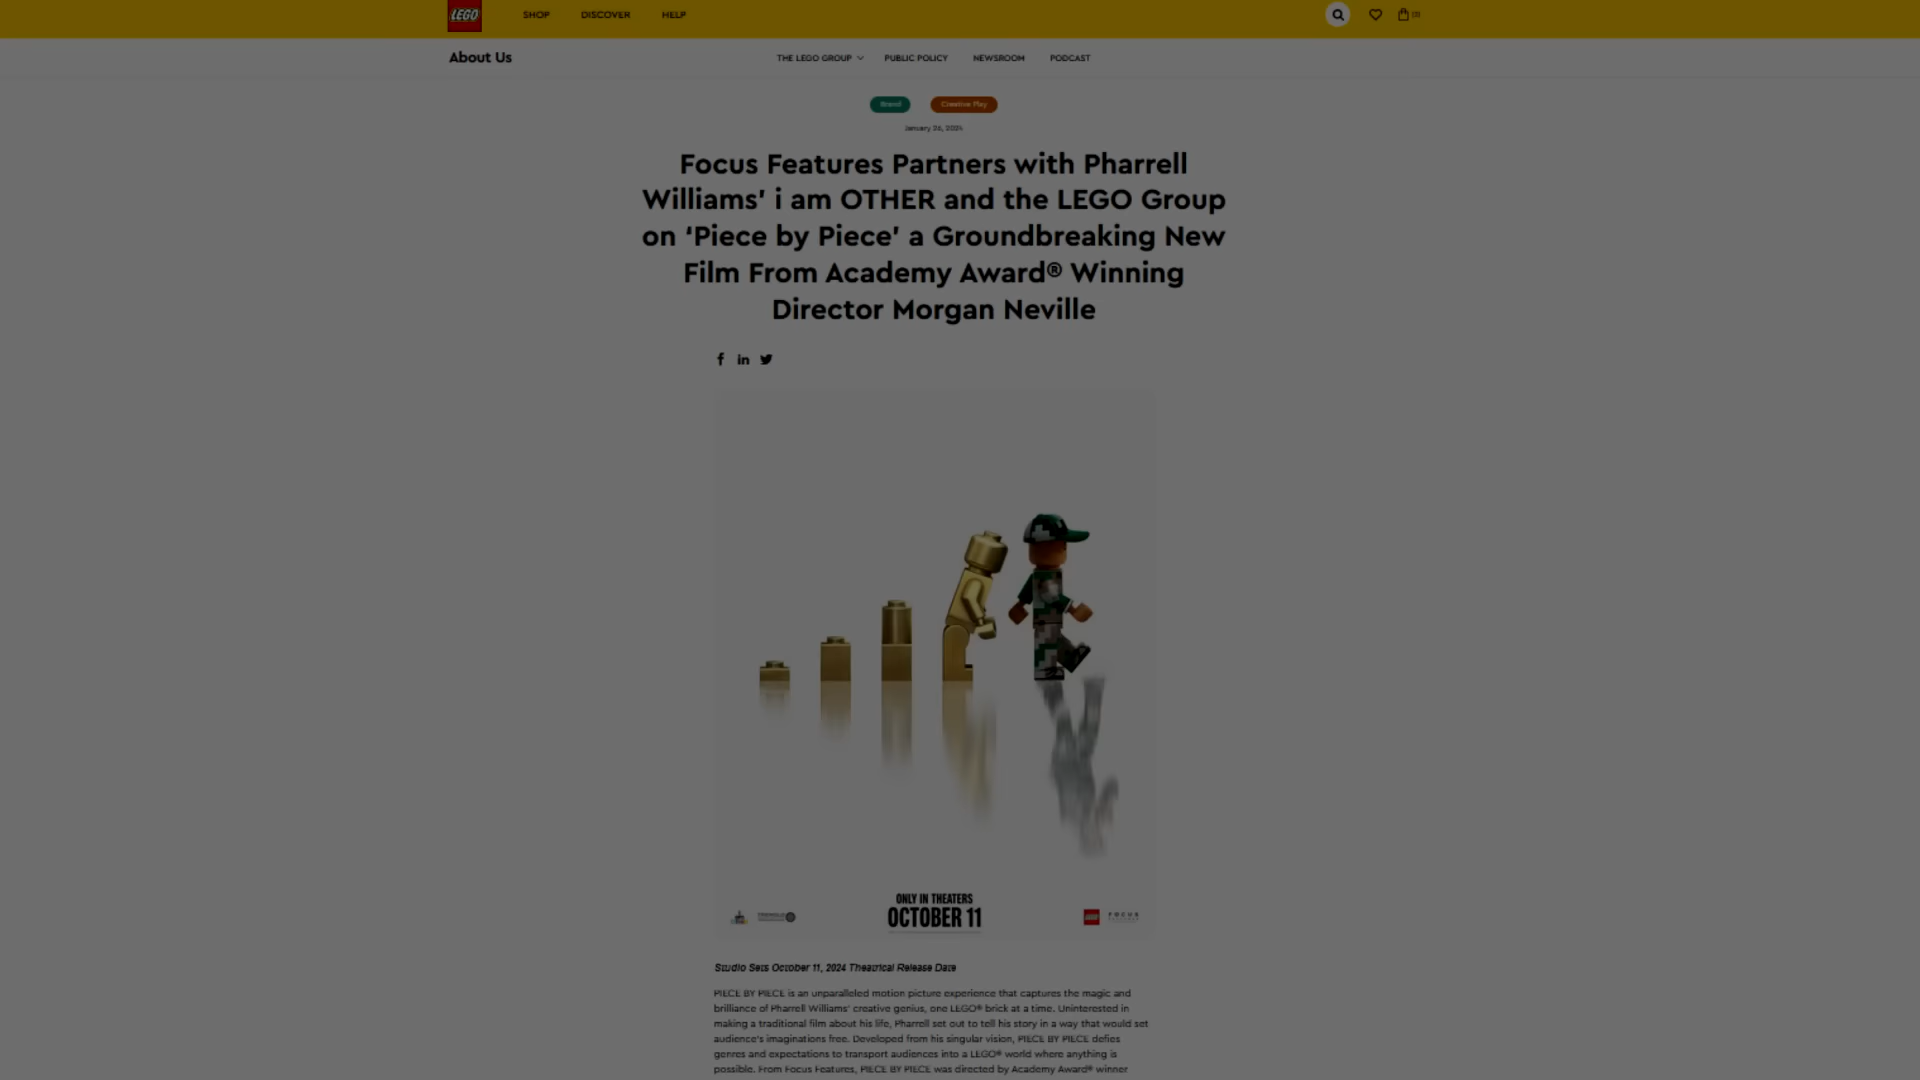 LEGO
SHOP DISCOVER HELP
About Us
THE LEGO GROUP PUBLIC POLICY NEWSROOM PODCAST
Brand Creative Play
January 26, 2024
Focus Features Partners with Pharrell
Williams' i am OTHER and the LEGO Group
on ‘Piece by Piece’ a Groundbreaking New
Film From Academy Award® Winning
Director Morgan Neville
ONLY IN THEATERS
OCTOBER 11
FOCUS
Studio Sets October 11, 2024 Theatrical Release Date
PIECE BY PIECE is an unparalleled motion picture experience that captures the magic and
brilliance of Pharrell Williams’ creative genius, one LEGO® brick at a time. Uninterested in
making a traditional film about his life, Pharrell set out to tell his story in a way that would set
audience's imaginations free. Developed from his singular vision, PIECE BY PIECE defies
genres and expectations to transport audiences into a LEGO® world where anything is
possible. From Focus Features, PIECE BY PIECE was directed by Academy Award® winner